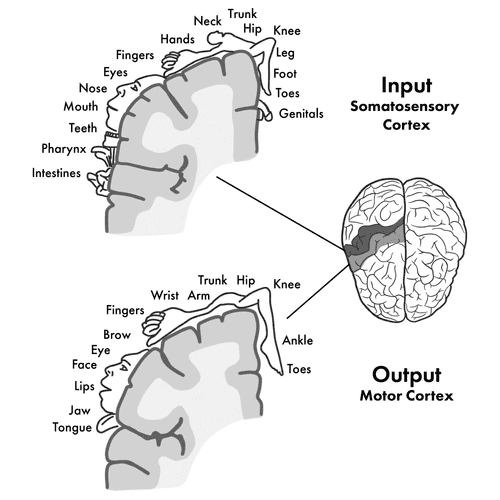 Trunk
Neck
Hip
Knee
Hands
Leg
Fingers
Foot
Eyes
Toes
Nose
Genitals
Mouth
Teeth
Pharynx
Intestines
Input
Somatosensory
Cortex
Trunk Hip
Knee
Wrist Arm
Fingers
Brow
Ankle
Eye
Face
Toes
Lips
Jaw
Tongue
Output
Motor Cortex